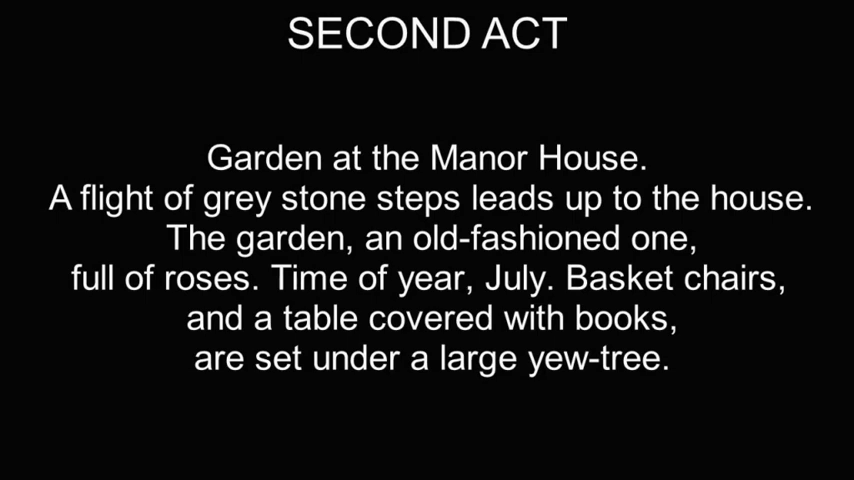 SECOND ACT
Garden at the Manor House.
A flight of grey stone steps leads up to the house.
The garden, an old-fashioned one,
full of roses. Time of year, July. Basket chairs,
and a table covered with books,
are set under a large yew-tree.